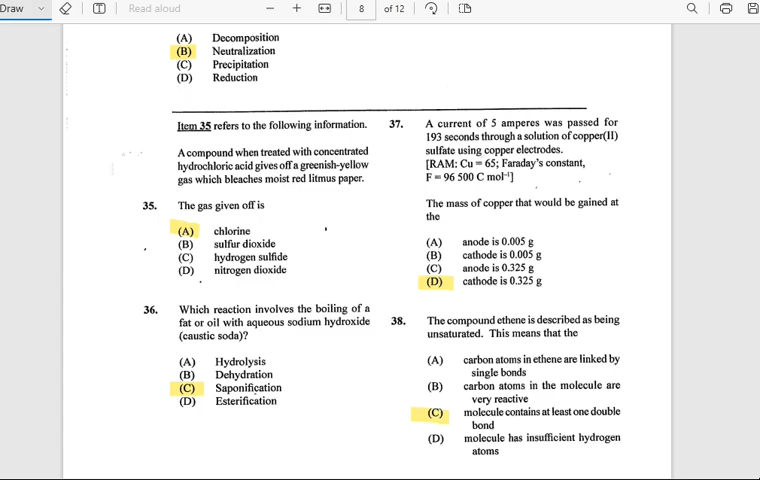 Draw
Read aloud
8 of 12
(A) Decomposition
(B) Neutralization
(C) Precipitation
(D) Reduction
Item 35 refers to the following information.
A compound when treated with concentrated
hydrochloric acid gives off a greenish-yellow
gas which bleaches moist red litmus paper.
35. The gas given off is
(A) chlorine
(B) sulfur dioxide
(C) hydrogen sulfide
(D) nitrogen dioxide
36. Which reaction involves the boiling of a
fat or oil with aqueous sodium hydroxide
(caustic soda)?
(A) Hydrolysis
(B) Dehydration
(C) Saponification
(D) Esterification
37. A current of 5 amperes was passed for
193 seconds through a solution of copper(II)
sulfate using copper electrodes.
[RAM: Cu = 65; Faraday's constant,
F = 96 500 C mol⁻¹]
The mass of copper that would be gained at
the
(A) anode is 0.005 g
(B) cathode is 0.005 g
(C) anode is 0.325 g
(D) cathode is 0.325 g
38. The compound ethene is described as being
unsaturated. This means that the
(A) carbon atoms in ethene are linked by
single bonds
(B) carbon atoms in the molecule are
very reactive
(C) molecule contains at least one double
bond
(D) molecule has insufficient hydrogen
atoms